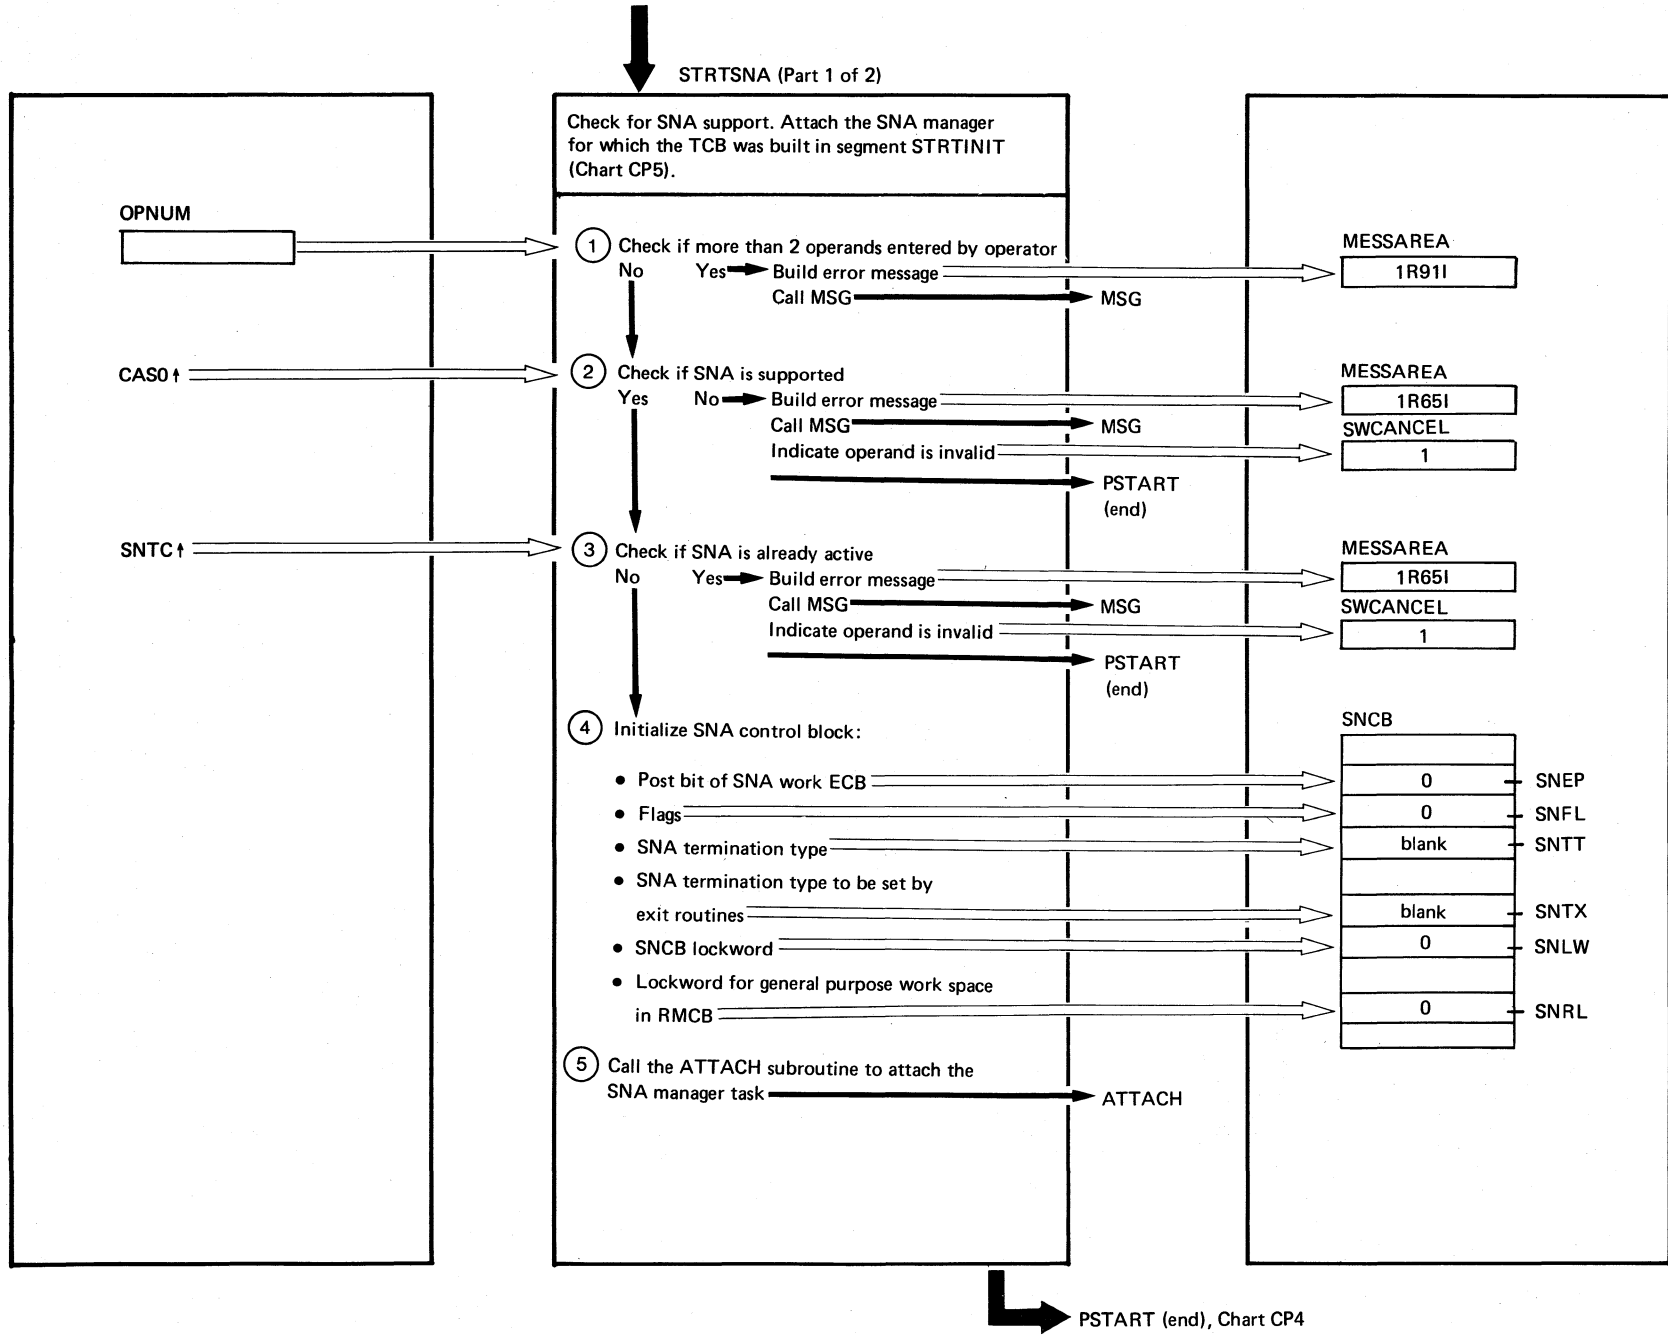 STRTSNA (Part 1 of 2)
Check for SNA support. Attach the SNA manager
for which the TCB was built in segment STRTINIT
(Chart CP5).
OPNUM
1 Check if more than 2 operands entered by operator
No Yes Build error message
Call MSG MSG
MESSAREA
1R91I
CAS0↑
2 Check if SNA is supported
Yes No Build error message
Call MSG MSG
Indicate operand is invalid
PSTART
(end)
MESSAREA
1R65I
SWCANCEL
1
SNTC↑
3 Check if SNA is already active
No Yes Build error message
Call MSG MSG
Indicate operand is invalid
PSTART
(end)
MESSAREA
1R65I
SWCANCEL
1
4 Initialize SNA control block:
SNCB
• Post bit of SNA work ECB 0 SNEP
• Flags 0 SNFL
• SNA termination type blank SNTT
• SNA termination type to be set by
exit routines blank SNTX
• SNCB lockword 0 SNLW
• Lockword for general purpose work space
in RMCB 0 SNRL
5 Call the ATTACH subroutine to attach the
SNA manager task ATTACH
PSTART (end), Chart CP4